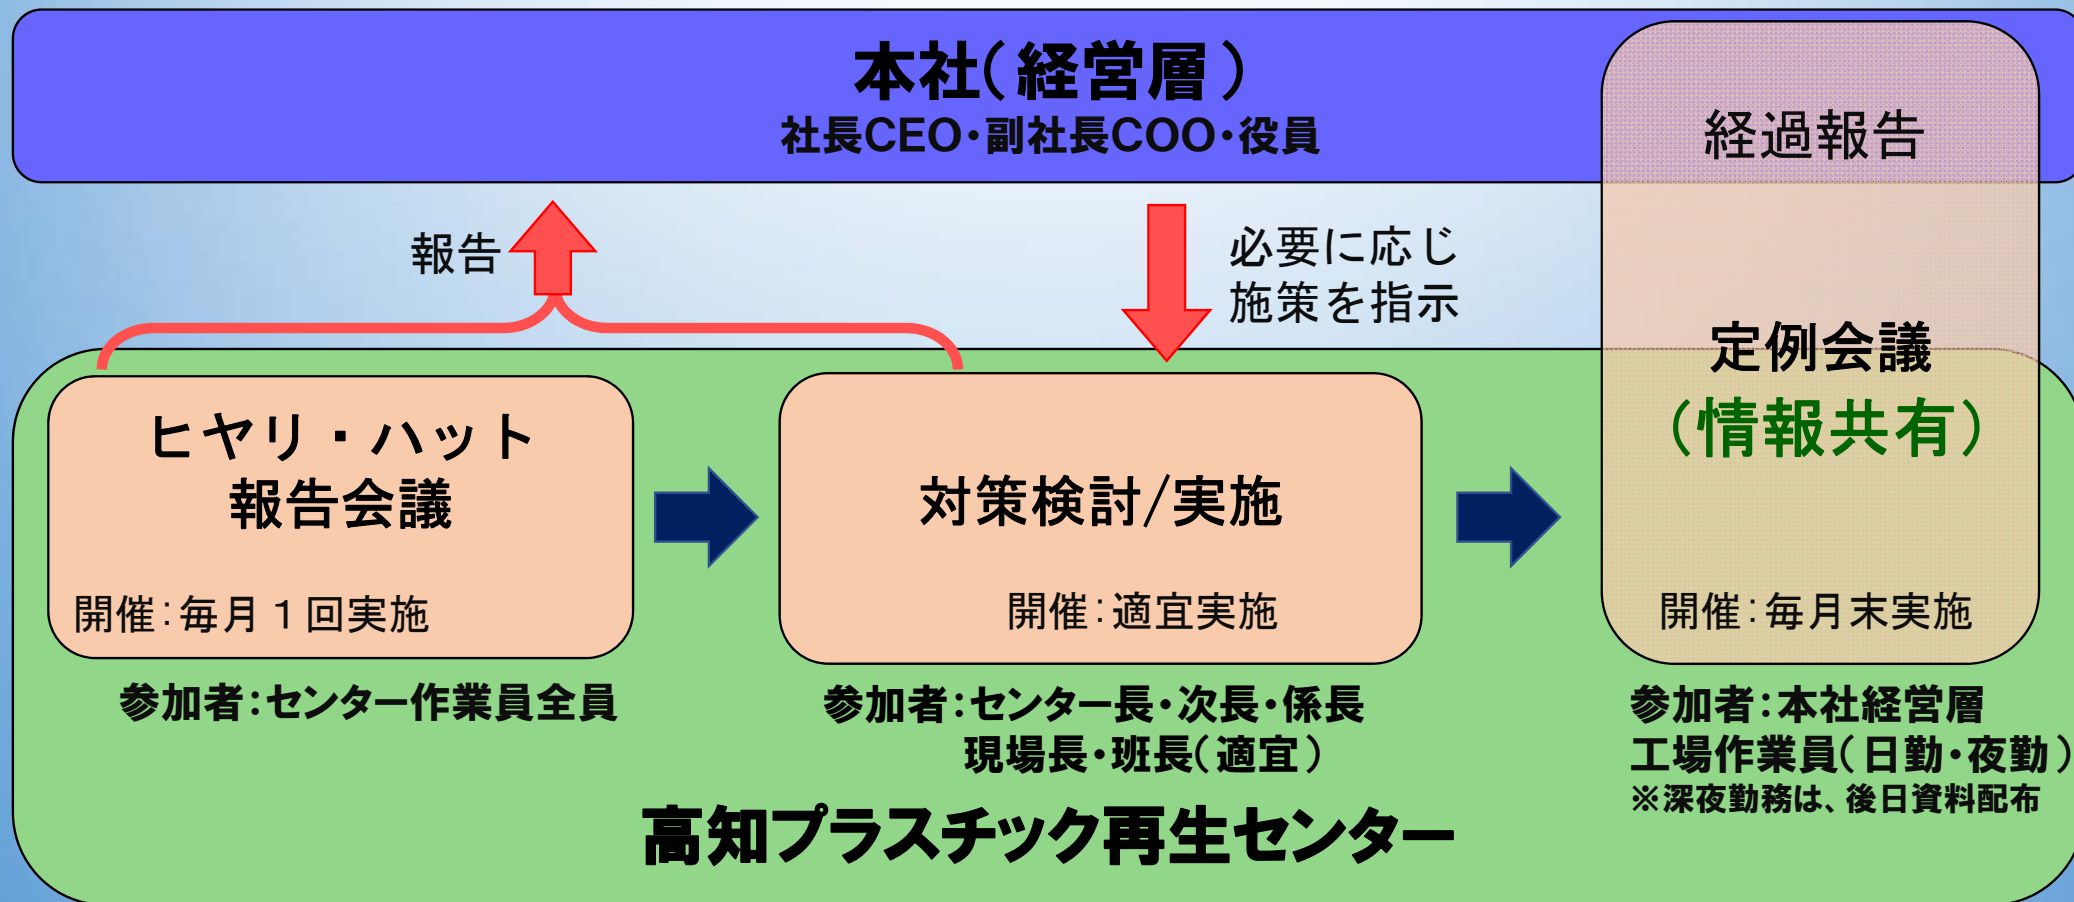 本社（経営層）
社長CEO・副社長COO・役員
経過報告
報告
必要に応じ
施策を指示
定例会議
（情報共有）
ヒヤリ・ハット
報告会議
開催：毎月１回実施
対策検討/実施
開催：適宜実施
開催：毎月末実施
参加者：センター作業員全員
参加者：センター長・次長・係長
現場長・班長（適宜）
参加者：本社経営層
工場作業員（日勤・夜勤）
※深夜勤務は、後日資料配布
高知プラスチック再生センター